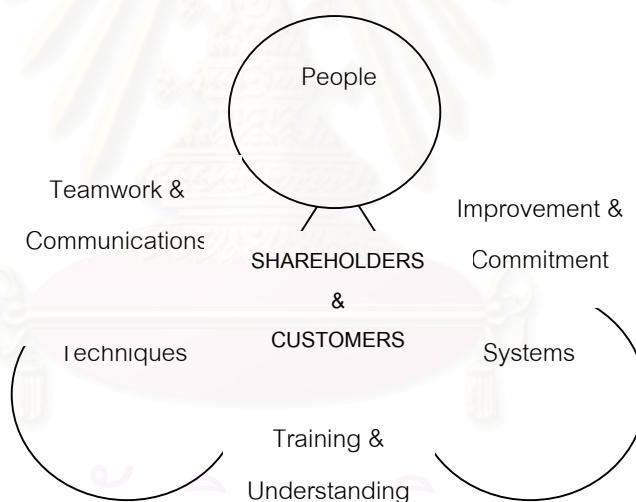 People
Teamwork &
Communications
Improvement &
Commitment
SHAREHOLDERS
&
CUSTOMERS
Techniques
Systems
Training &
Understanding